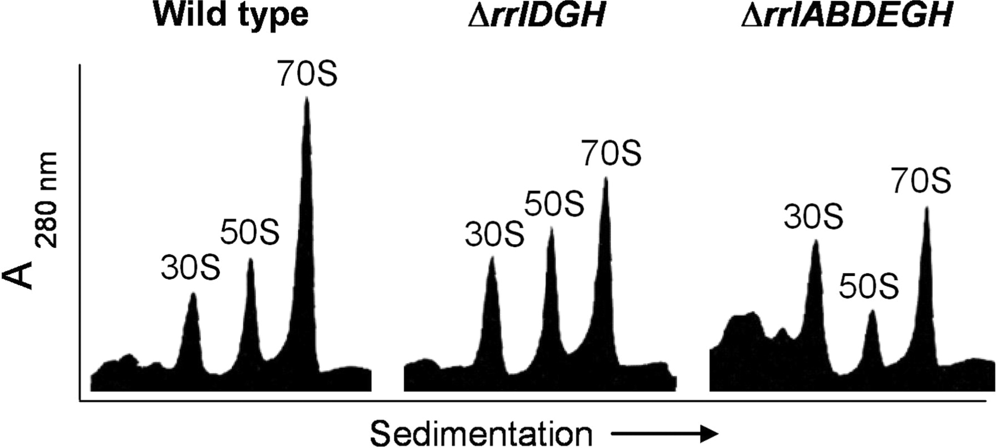 Wild type
ΔrrlDGH
ΔrrlABDEGH
70S
50S
30S
70S
50S
30S
70S
30S
50S
A 280 nm
Sedimentation